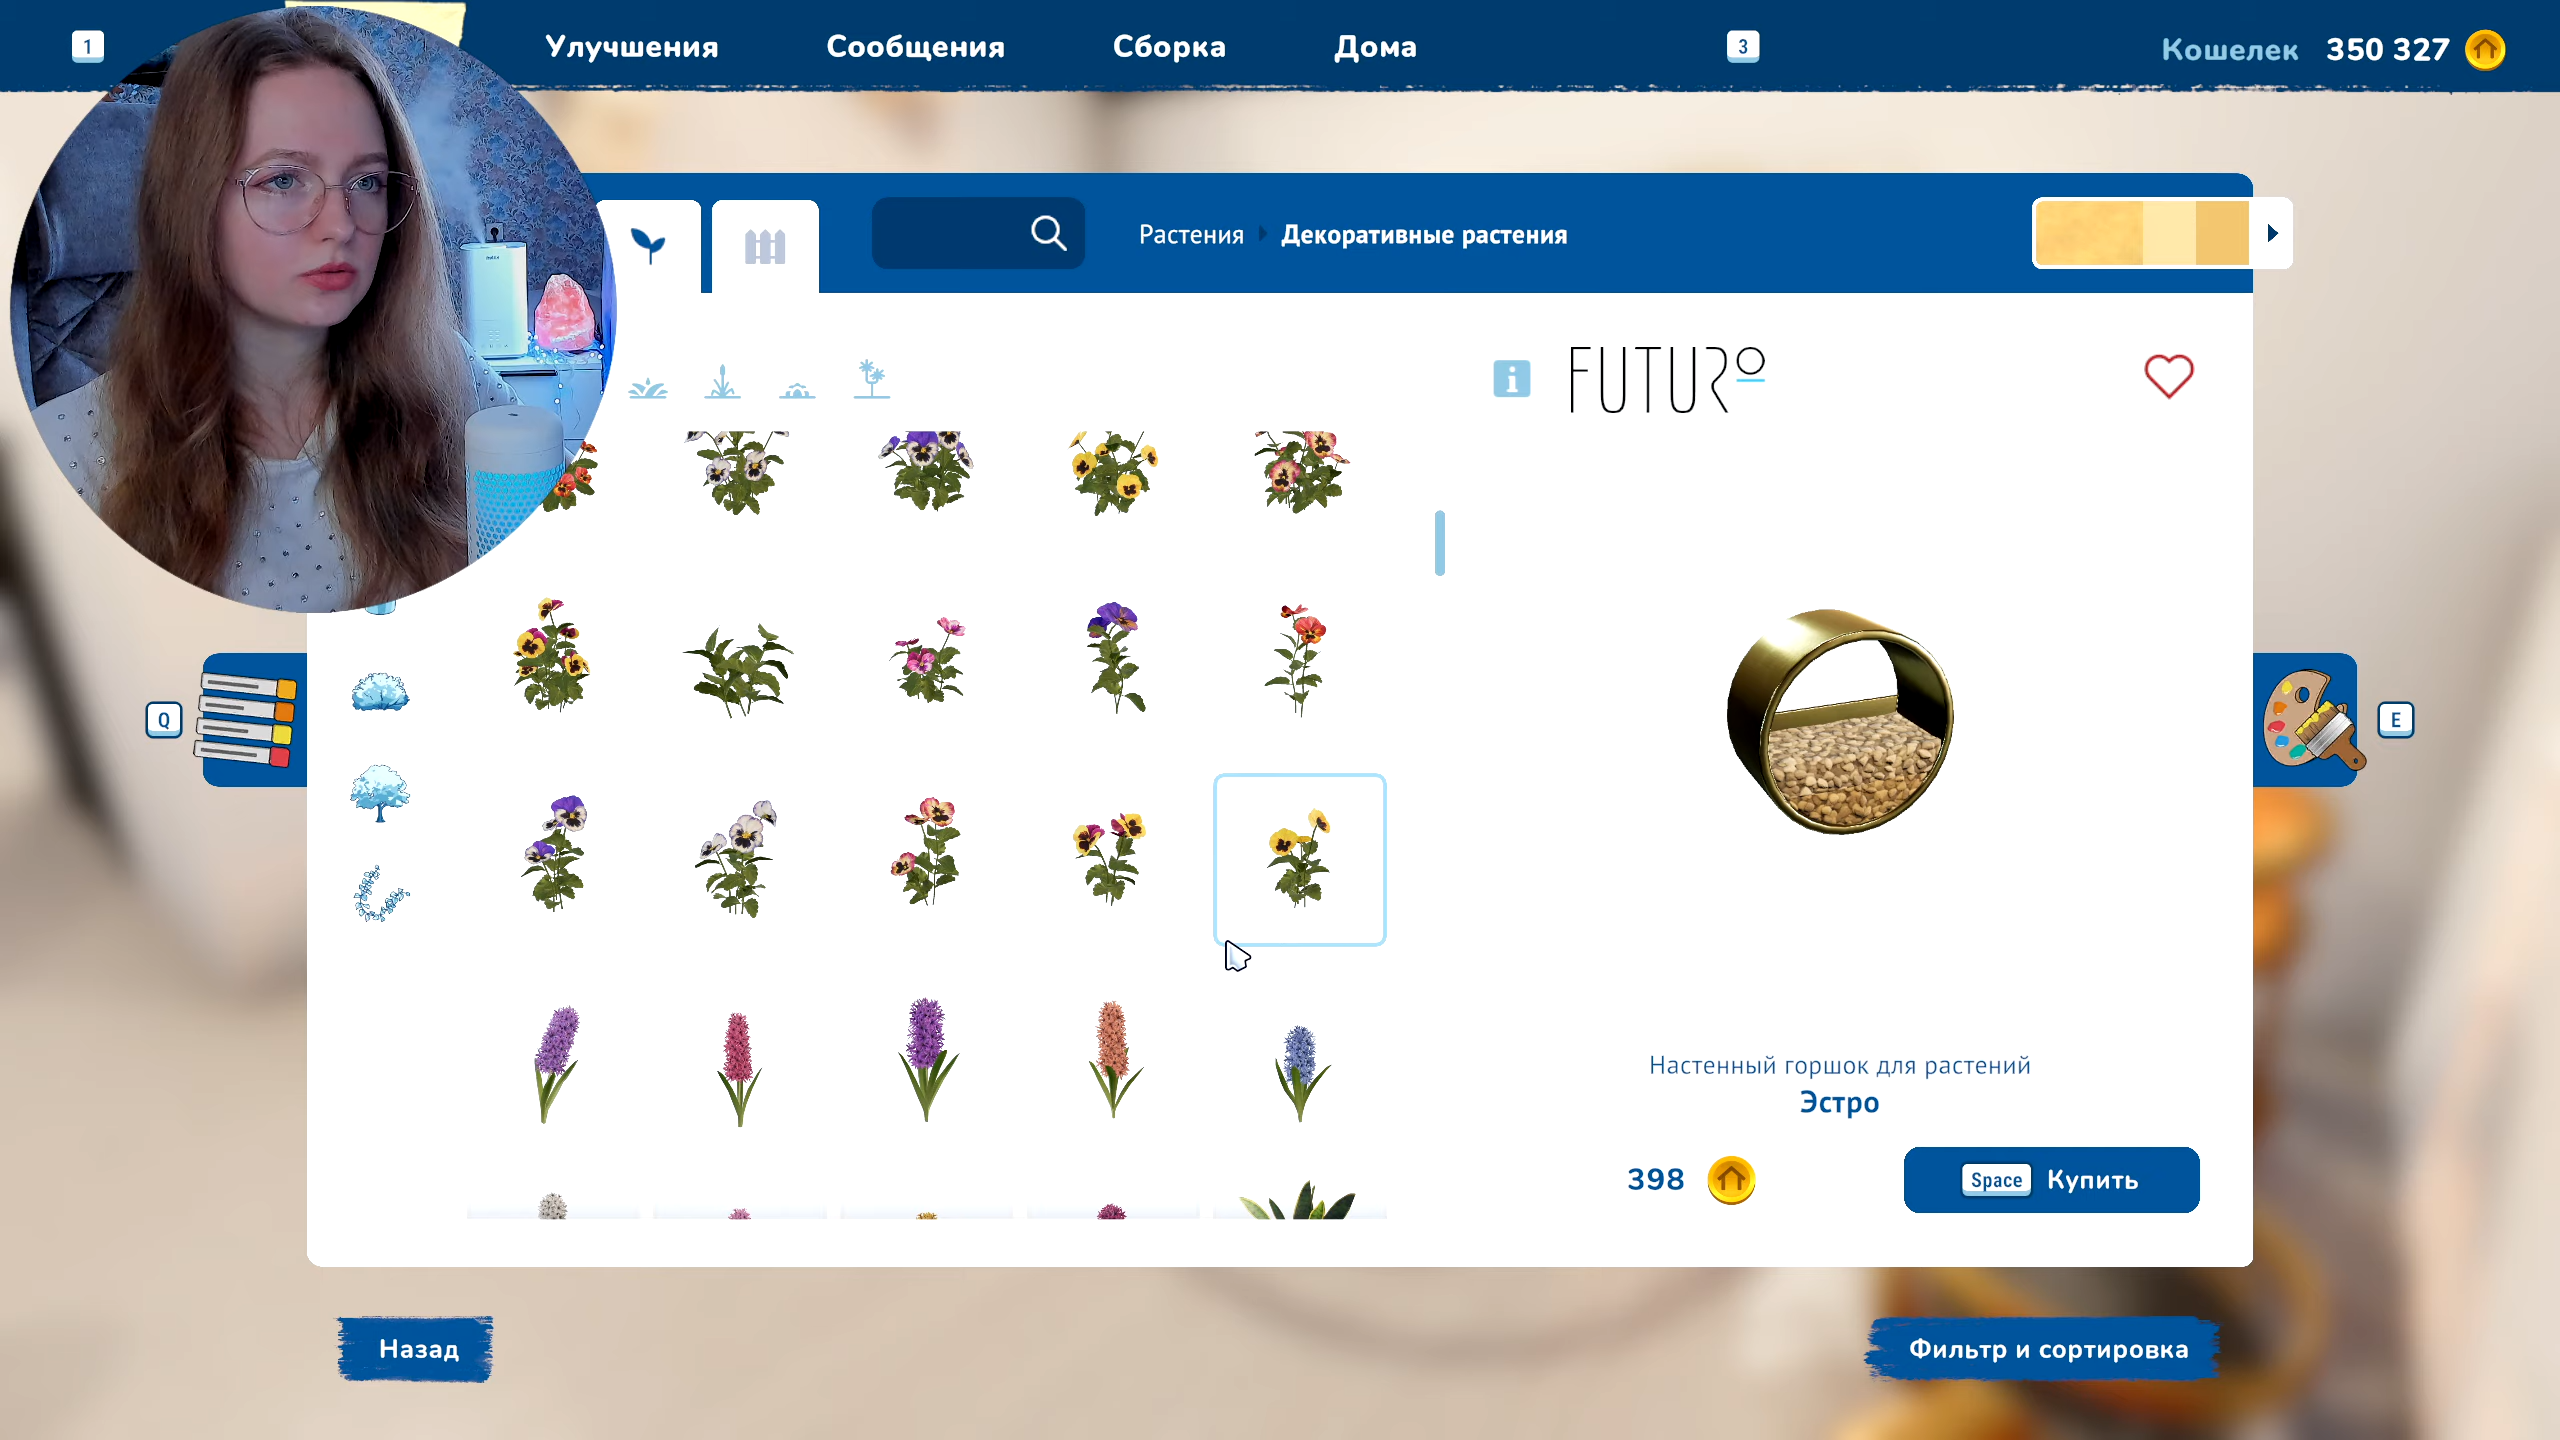 1
Улучшения
Сообщения
Сборка
Дома
3
Кошелек 350 327
Растения Декоративные растения
i
FUTURO
Q
E
Настенный горшок для растений
Эстро
398
Space Купить
Назад
Фильтр и сортировка